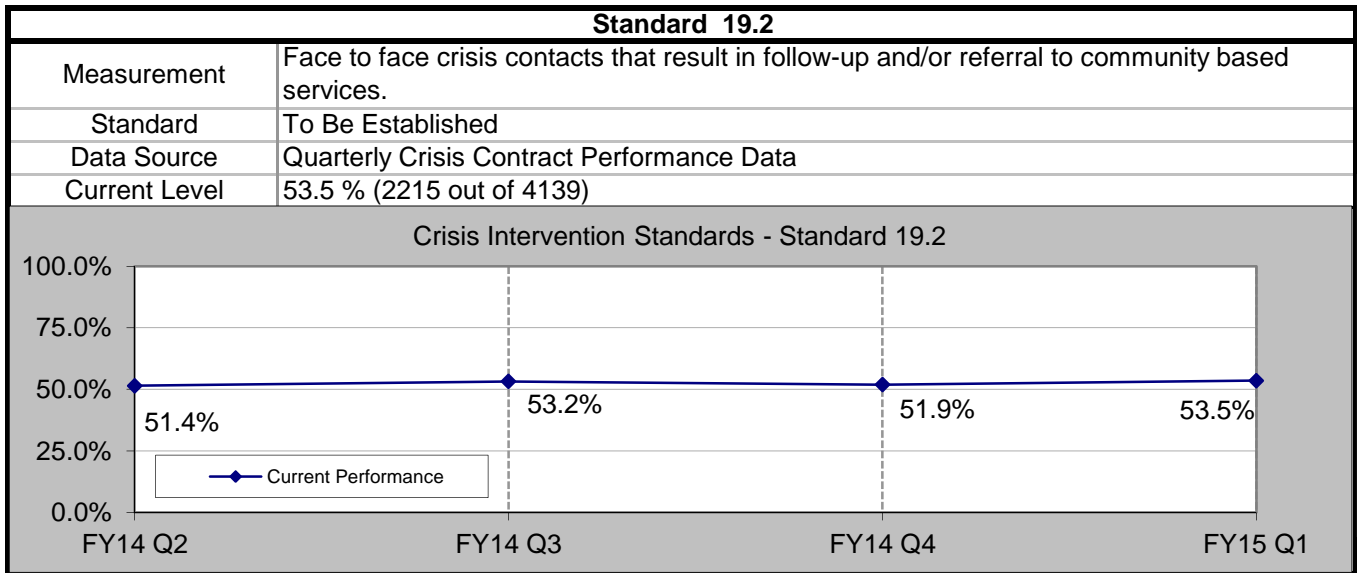 Standard 19.2
Measurement
Face to face crisis contacts that result in follow-up and/or referral to community based
services.
Standard
To Be Established
Data Source
Quarterly Crisis Contract Performance Data
Current Level
53.5 % (2215 out of 4139)
Crisis Intervention Standards - Standard 19.2
100.0%
75.0%
50.0%
25.0%
0.0%
51.4%
53.2%
51.9%
53.5%
Current Performance
FY14 Q2
FY14 Q3
FY14 Q4
FY15 Q1